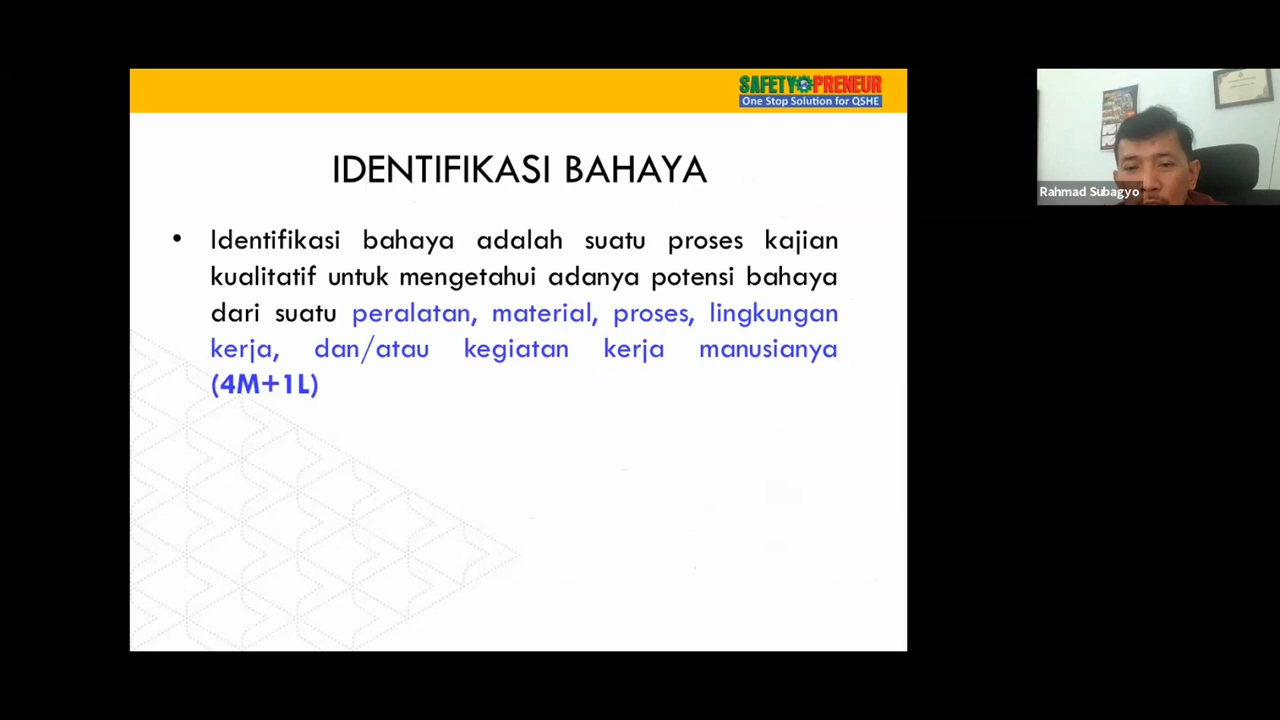 SAFETYPRENEUR
One Stop Solution for QSHE
IDENTIFIKASI BAHAYA
• Identifikasi bahaya adalah suatu proses kajian
kualitatif untuk mengetahui adanya potensi bahaya
dari suatu peralatan, material, proses, lingkungan
kerja, dan/atau kegiatan kerja manusianya
(4M+1L)
Rahmad Subagyo